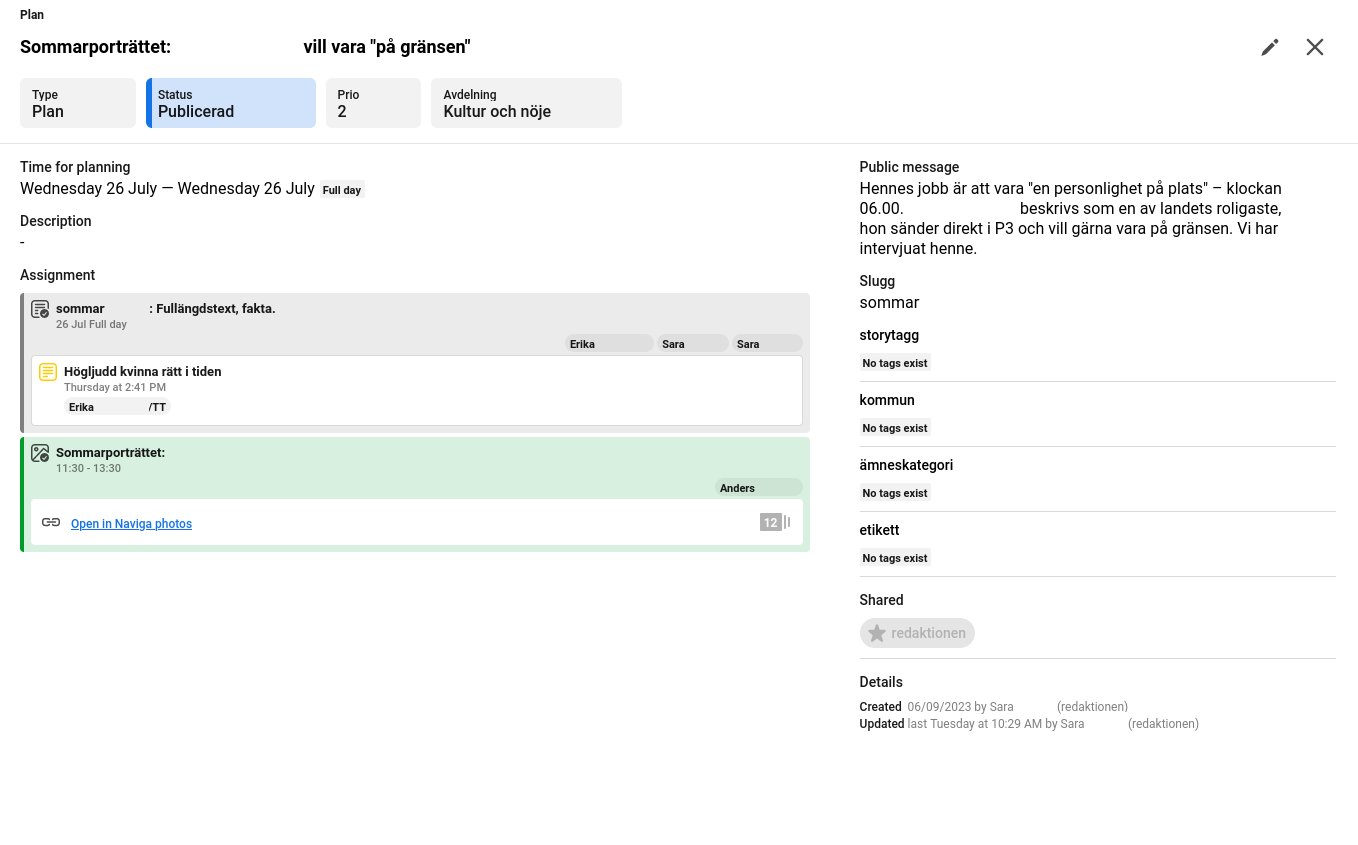 Plan
Sommarporträttet: vill vara "på gränsen"
Type
Plan
Status
Publicerad
Prio
2
Avdelning
Kultur och nöje
Time for planning
Wednesday 26 July — Wednesday 26 July Full day
Description
-
Assignment
sommar : Fullängdstext, fakta.
26 Jul Full day
Erika Sara Sara
Högljudd kvinna rätt i tiden
Thursday at 2:41 PM
Erika /TT
Sommarporträttet:
11:30 - 13:30
Anders
Open in Naviga photos
12
Public message
Hennes jobb är att vara "en personlighet på plats" – klockan
06.00. beskrivs som en av landets roligaste,
hon sänder direkt i P3 och vill gärna vara på gränsen. Vi har
intervjuat henne.
Slugg
sommar
storytagg
No tags exist
kommun
No tags exist
ämneskategori
No tags exist
etikett
No tags exist
Shared
redaktionen
Details
Created 06/09/2023 by Sara (redaktionen)
Updated last Tuesday at 10:29 AM by Sara (redaktionen)